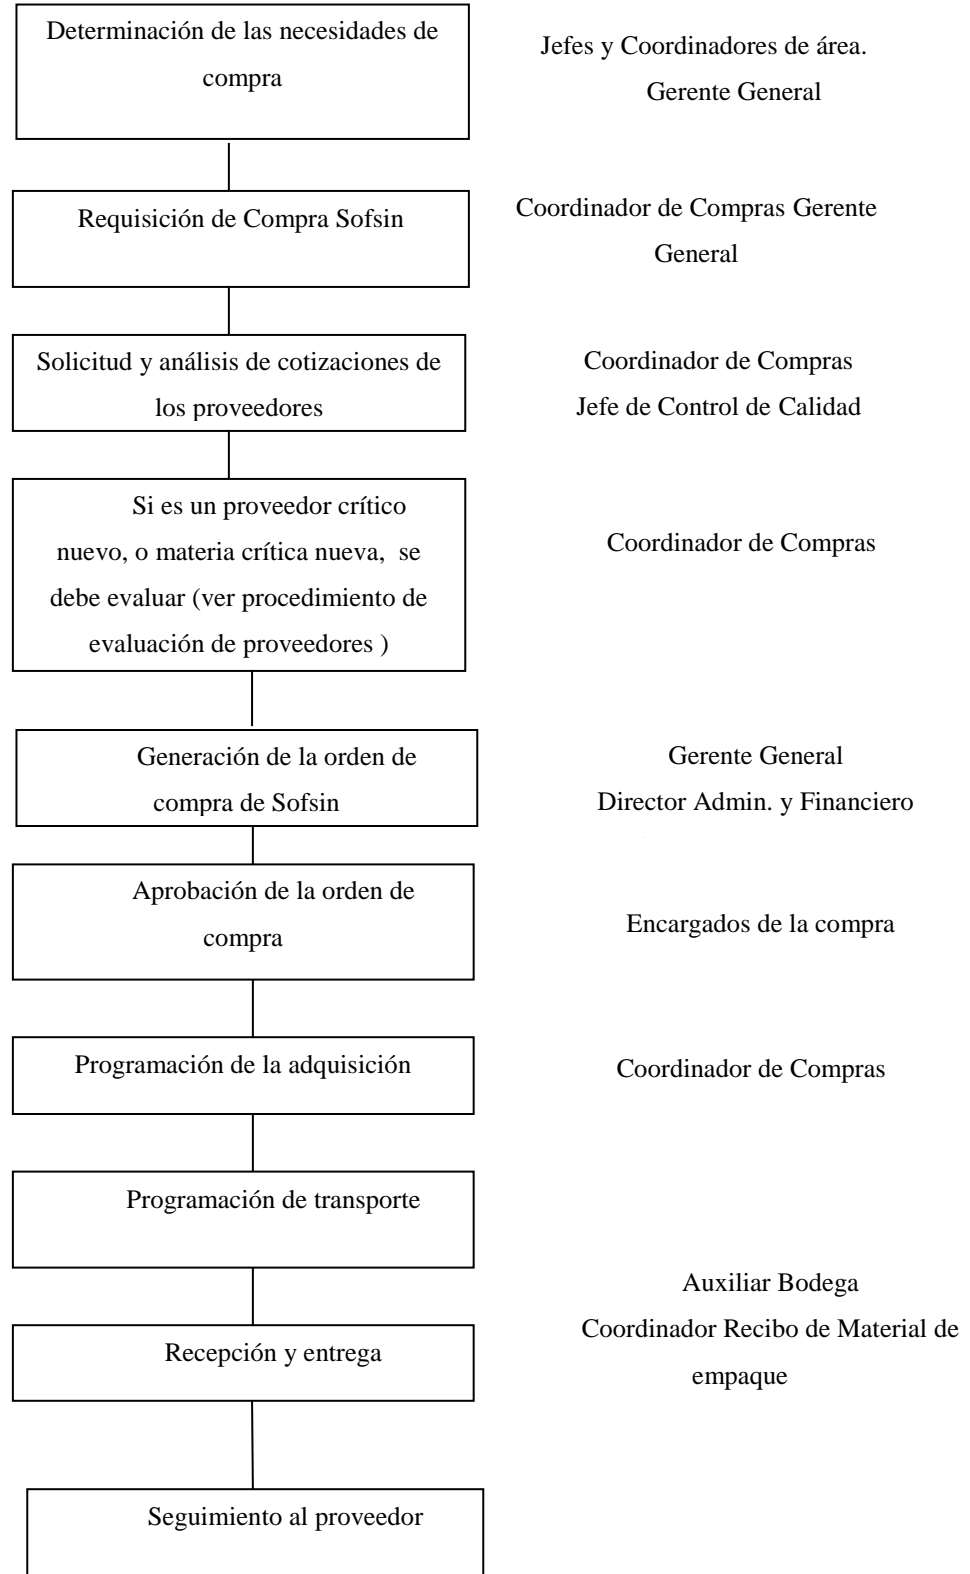 Determinación de las necesidades de
compra
Jefes y Coordinadores de área.
Gerente General
Requisición de Compra Sofsin
Coordinador de Compras Gerente
General
Solicitud y análisis de cotizaciones de
los proveedores
Coordinador de Compras
Jefe de Control de Calidad
Si es un proveedor crítico
nuevo, o materia crítica nueva, se
debe evaluar (ver procedimiento de
evaluación de proveedores )
Coordinador de Compras
Generación de la orden de
compra de Sofsin
Gerente General
Director Admin. y Financiero
Aprobación de la orden de
compra
Encargados de la compra
Programación de la adquisición
Coordinador de Compras
Programación de transporte
Recepción y entrega
Auxiliar Bodega
Coordinador Recibo de Material de
empaque
Seguimiento al proveedor